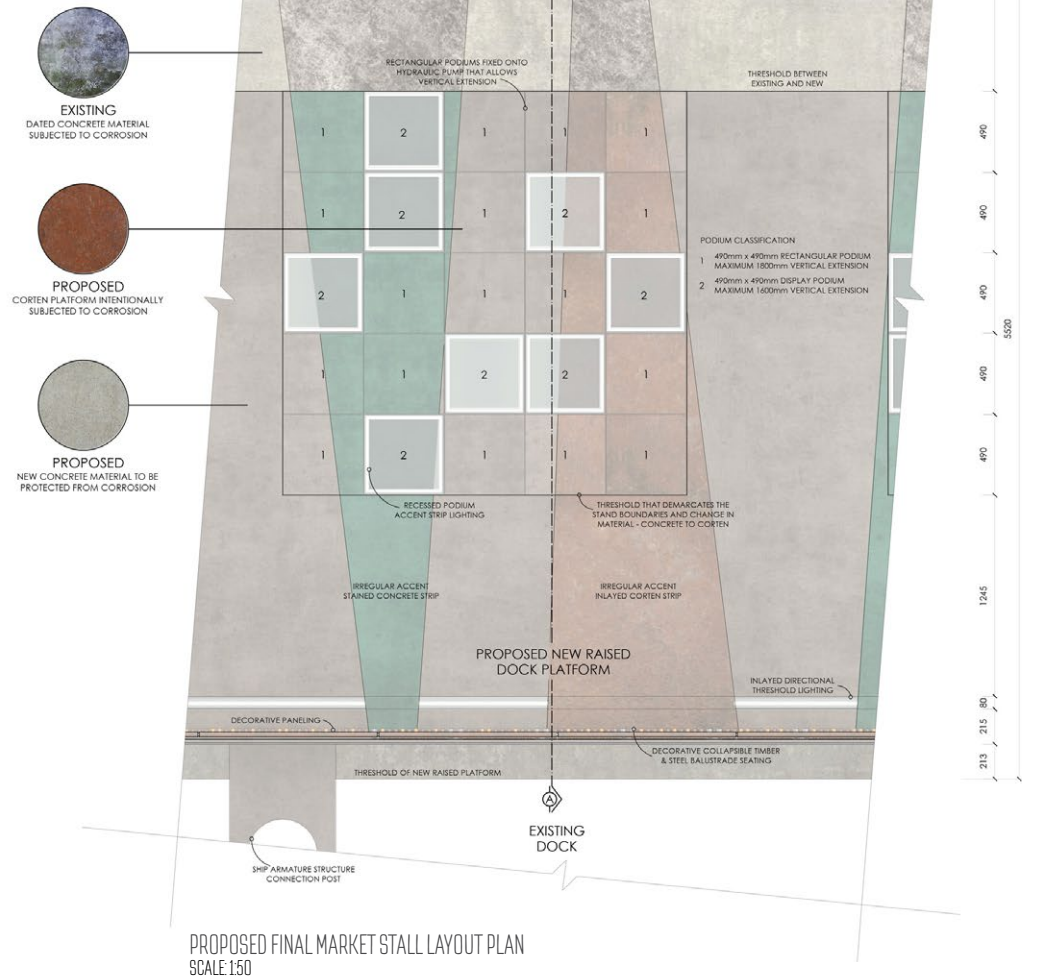 EXISTING
DATED CONCRETE MATERIAL
SUBJECTED TO CORROSION
PROPOSED
CORTEN PLATFORM INTENTIONALLY
SUBJECTED TO CORROSION
PROPOSED
NEW CONCRETE MATERIAL TO BE
PROTECTED FROM CORROSION
RECTANGULAR PODIUMS FIXED ONTO
HYDRAULIC PUMP THAT ALLOWS
VERTICAL EXTENSION
THRESHOLD BETWEEN
EXISTING AND NEW
1 2 1 1 1
1 2 1 2 1
2 1 1 1 2
1 1 2 2 1
1 2 1 1 1
PODIUM CLASSIFICATION
1 490mm x 490mm RECTANGULAR PODIUM
MAXIMUM 1800mm VERTICAL EXTENSION
2 490mm x 490mm DISPLAY PODIUM
MAXIMUM 1600mm VERTICAL EXTENSION
490
490
490
490
490
1245
80
215
213
5520
RECESSED PODIUM
ACCENT STRIP LIGHTING
THRESHOLD THAT DEMARCATES THE
STAND BOUNDARIES AND CHANGE IN
MATERIAL - CONCRETE TO CORTEN
IRREGULAR ACCENT
STAINED CONCRETE STRIP
IRREGULAR ACCENT
INLAYED CORTEN STRIP
PROPOSED NEW RAISED
DOCK PLATFORM
INLAYED DIRECTIONAL
THRESHOLD LIGHTING
DECORATIVE PANELING
DECORATIVE COLLAPSIBLE TIMBER
& STEEL BALUSTRADE SEATING
THRESHOLD OF NEW RAISED PLATFORM
A
EXISTING
DOCK
SHIP ARMATURE STRUCTURE
CONNECTION POST
PROPOSED FINAL MARKET STALL LAYOUT PLAN
SCALE 1:50